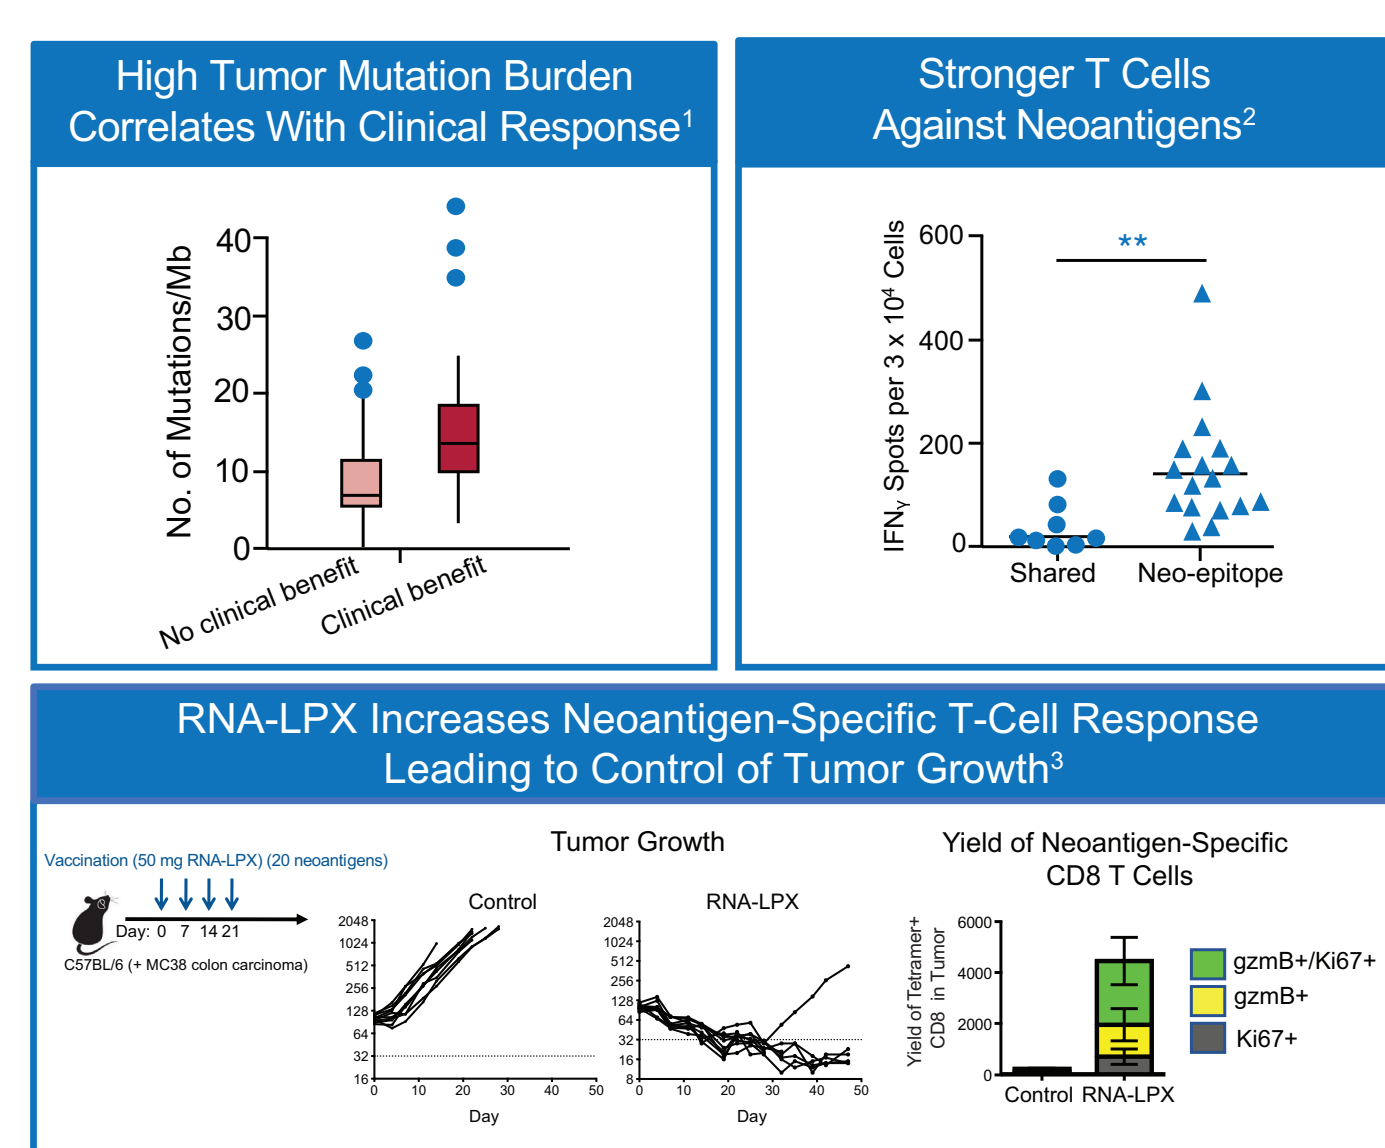 High Tumor Mutation Burden
Correlates With Clinical Response1
No. of Mutations/Mb
40
30
20
10
0
No clinical benefit
Clinical benefit
Stronger T Cells
Against Neoantigens2
IFNγ Spots per 3 x 10⁴ Cells
600
400
200
0
**
Shared
Neo-epitope
RNA-LPX Increases Neoantigen-Specific T-Cell Response
Leading to Control of Tumor Growth3
Vaccination (50 mg RNA-LPX) (20 neoantigens)
Day: 0 7 14 21
C57BL/6 (+ MC38 colon carcinoma)
Tumor Growth
Control
2048
1024
512
256
128
64
32
16
0 10 20 30 40 50
Day
RNA-LPX
2048
1024
512
256
128
64
32
16
8
0 10 20 30 40 50
Day
Yield of Neoantigen-Specific
CD8 T Cells
Yield of Tetramer+
CD8 in Tumor
6000
4000
2000
0
Control RNA-LPX
gzmB+/Ki67+
gzmB+
Ki67+